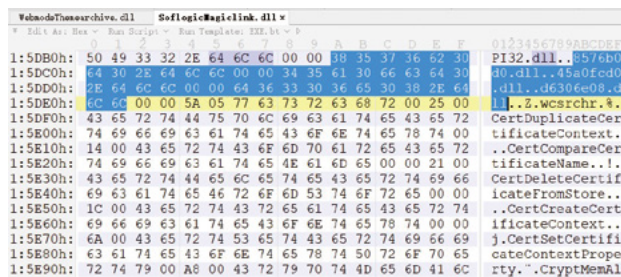 WebmodeThemearchive.dll SoflogicMagiclink.dll ×
Edit As: Hex Run Script Run Template: EXE.bt
0 1 2 3 4 5 6 7 8 9 A B C D E F 0123456789ABCDEF
1:5DB0h: 50 49 33 32 2E 64 6C 6C 00 00 38 35 37 36 62 30 PI32.dll..8576b0
1:5DC0h: 64 30 2E 64 6C 6C 00 00 34 35 61 30 66 63 64 30 d0.dll..45a0fcd0
1:5DD0h: 2E 64 6C 6C 00 00 64 36 33 30 36 65 30 38 2E 64 .dll..d6306e08.d
1:5DE0h: 6C 6C 00 00 5A 05 77 63 73 72 63 68 72 00 25 00 ll..Z.wcsrchr.%.
1:5DF0h: 43 65 72 74 44 75 70 6C 69 63 61 74 65 43 65 72 CertDuplicateCer
1:5E00h: 74 69 66 69 63 61 74 65 43 6F 6E 74 65 78 74 00 tificateContext.
1:5E10h: 14 00 43 65 72 74 43 6F 6D 70 61 72 65 43 65 72 ..CertCompareCer
1:5E20h: 74 69 66 69 63 61 74 65 4E 61 6D 65 00 00 21 00 tificateName..!.
1:5E30h: 43 65 72 74 44 65 6C 65 74 65 43 65 72 74 69 66 CertDeleteCertif
1:5E40h: 69 63 61 74 65 46 72 6F 6D 53 74 6F 72 65 00 00 icateFromStore..
1:5E50h: 1C 00 43 65 72 74 43 72 65 61 74 65 43 65 72 74 ..CertCreateCert
1:5E60h: 69 66 69 63 61 74 65 43 6F 6E 74 65 78 74 00 00 ificateContext..
1:5E70h: 6A 00 43 65 72 74 53 65 74 43 65 72 74 69 66 69 j.CertSetCertifi
1:5E80h: 63 61 74 65 43 6F 6E 74 65 78 74 50 72 6F 70 65 cateContextPrope
1:5E90h: 72 74 79 00 A8 00 43 72 79 70 74 4D 65 6D 41 6C rty.¨.CryptMemAl